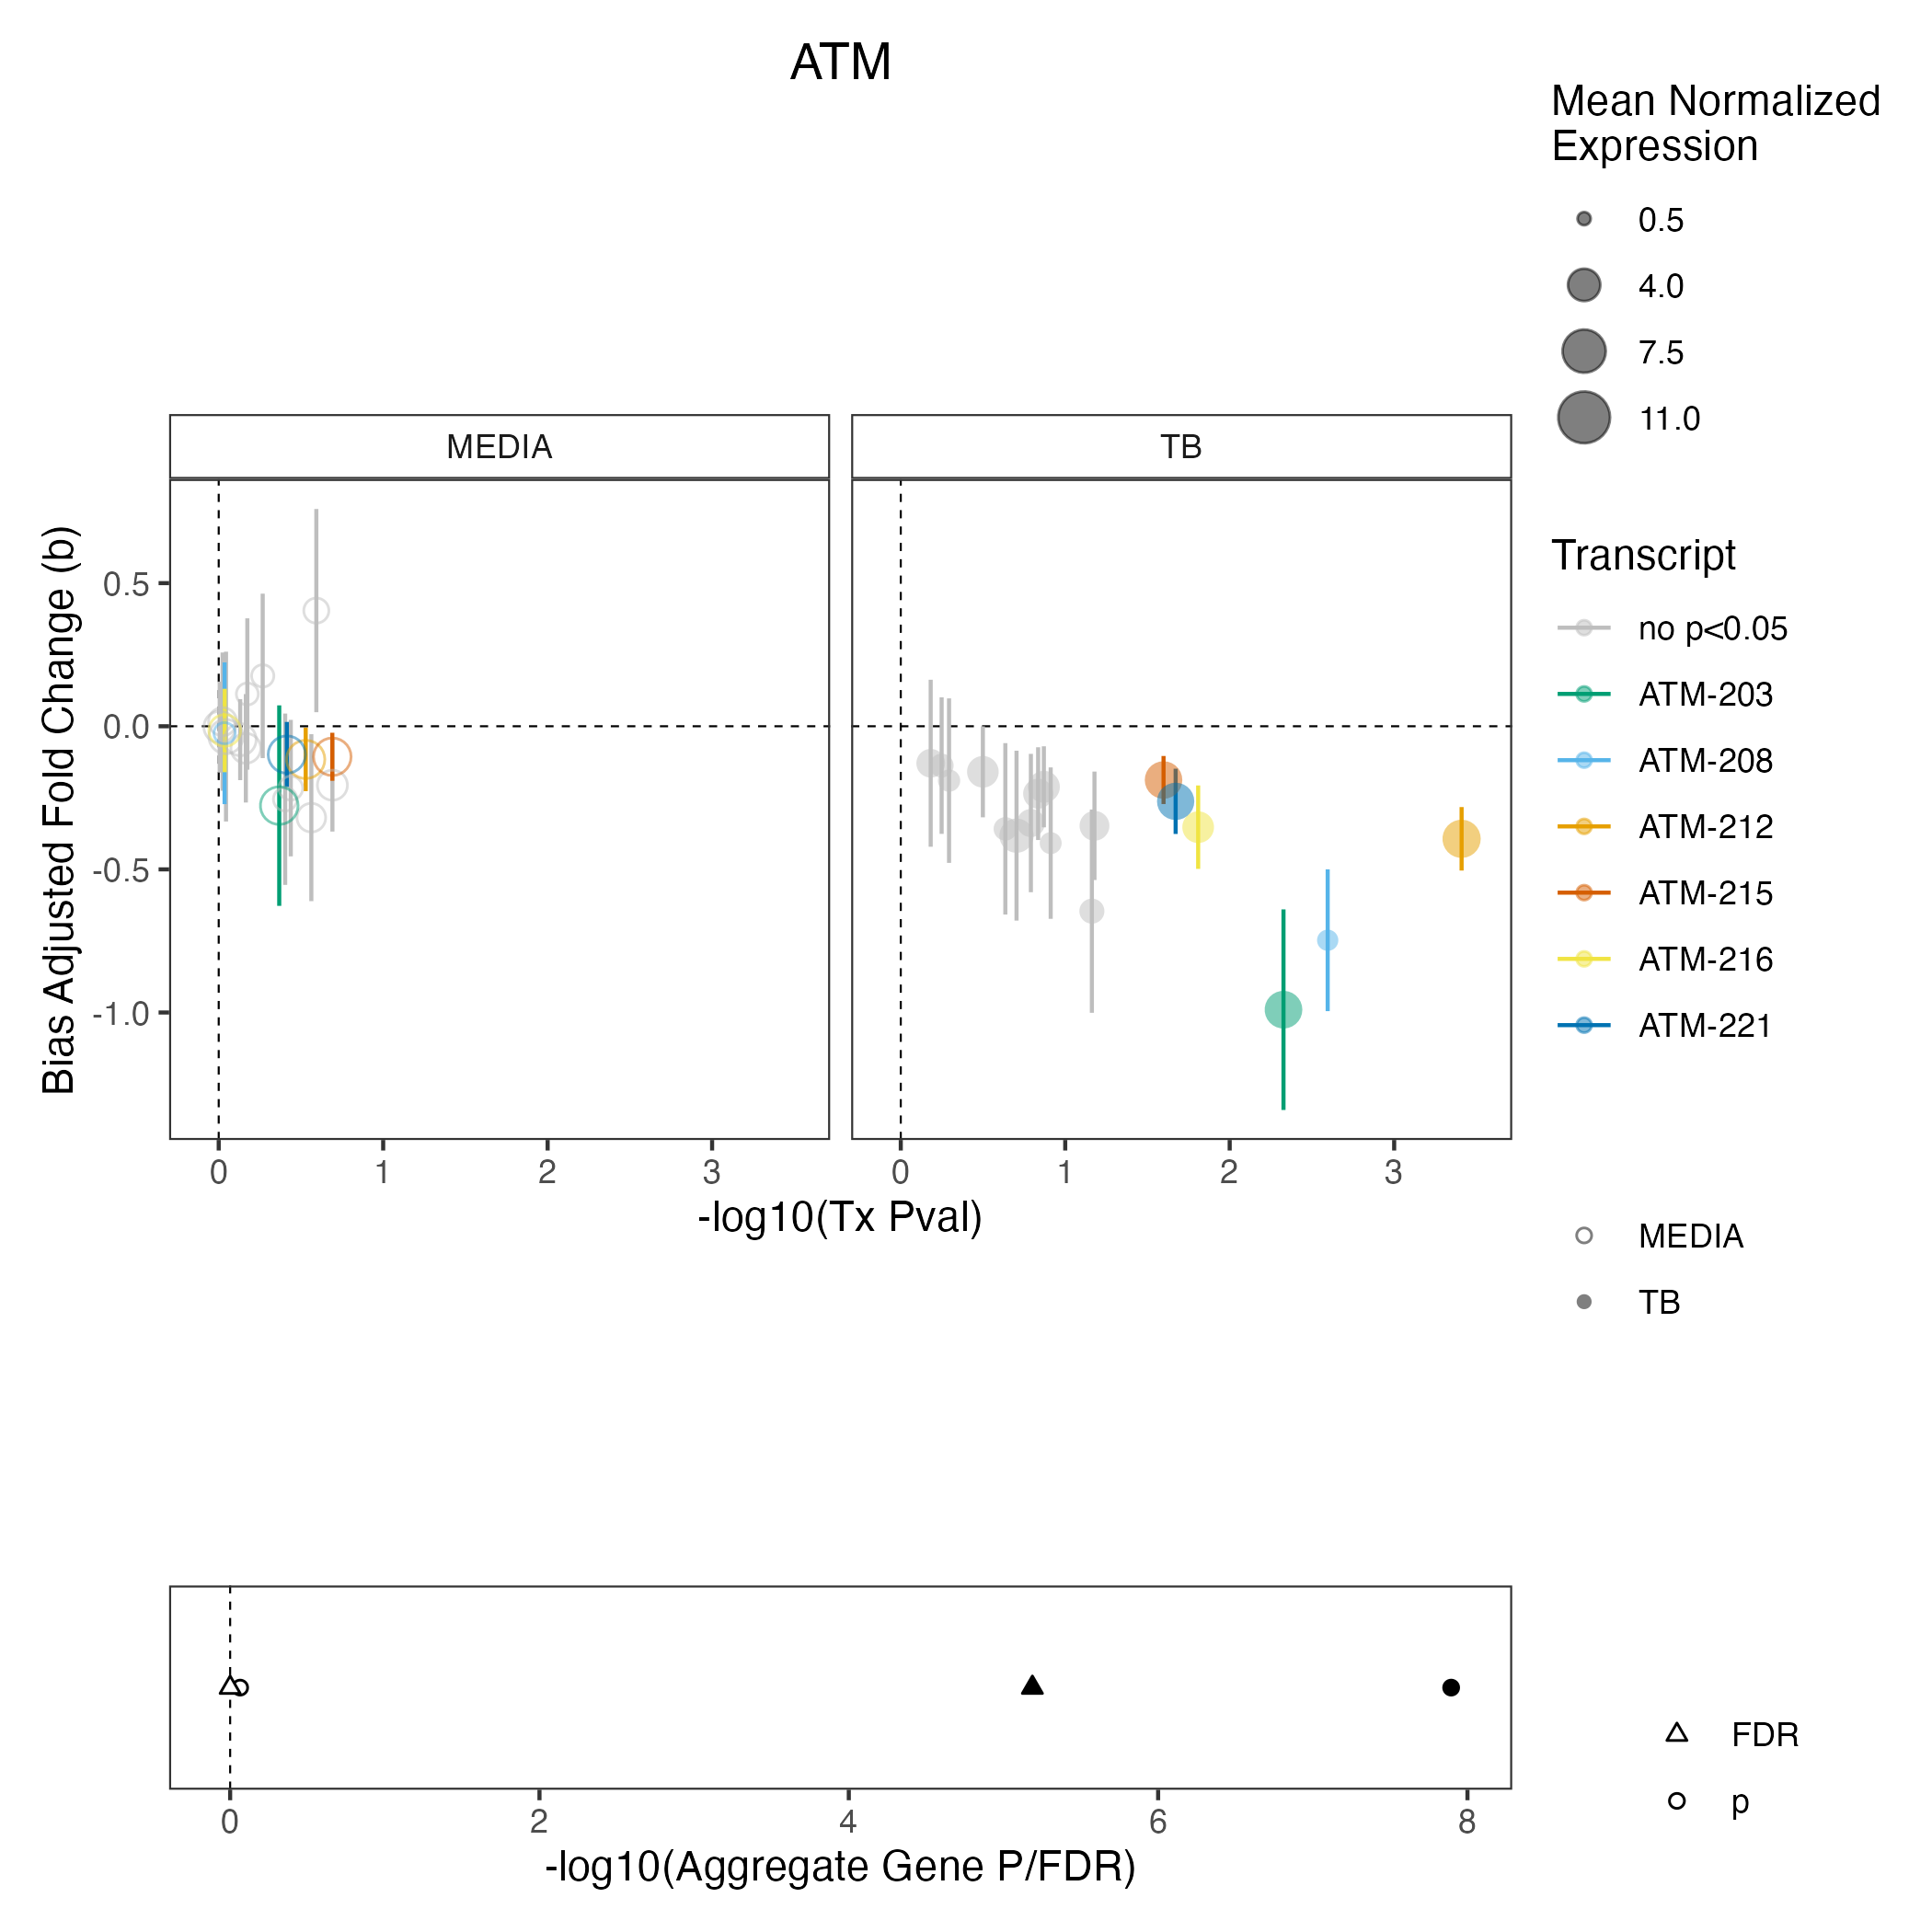 ATM
Mean Normalized
Expression
0.5
4.0
7.5
11.0
MEDIA
TB
Bias Adjusted Fold Change (b)
0.5
0.0
-0.5
-1.0
0
1
2
3
0
1
2
3
-log10(Tx Pval)
Transcript
no p<0.05
ATM-203
ATM-208
ATM-212
ATM-215
ATM-216
ATM-221
MEDIA
TB
0
2
4
6
8
-log10(Aggregate Gene P/FDR)
FDR
p